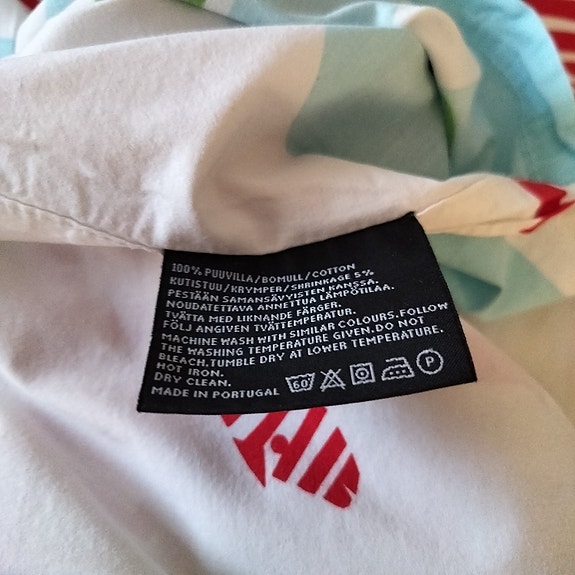 100% PUUVILLA/BOMULL/COTTON
KUTISTUU/KRYMPER/SHRINKAGE 5%
PESTÄÄN SAMANSÄVYISTEN KANSSA.
NOUDATETTAVA ANNETTUA LÄMPÖTILAA.
TVÄTTA MED LIKNANDE FÄRGER.
FÖLJ ANGIVEN TVÄTTEMPERATUR.
MACHINE WASH WITH SIMILAR COLOURS.FOLLOW
THE WASHING TEMPERATURE GIVEN.DO NOT
BLEACH.TUMBLE DRY AT LOWER TEMPERATURE.
HOT IRON.
DRY CLEAN.
MADE IN PORTUGAL 60 P